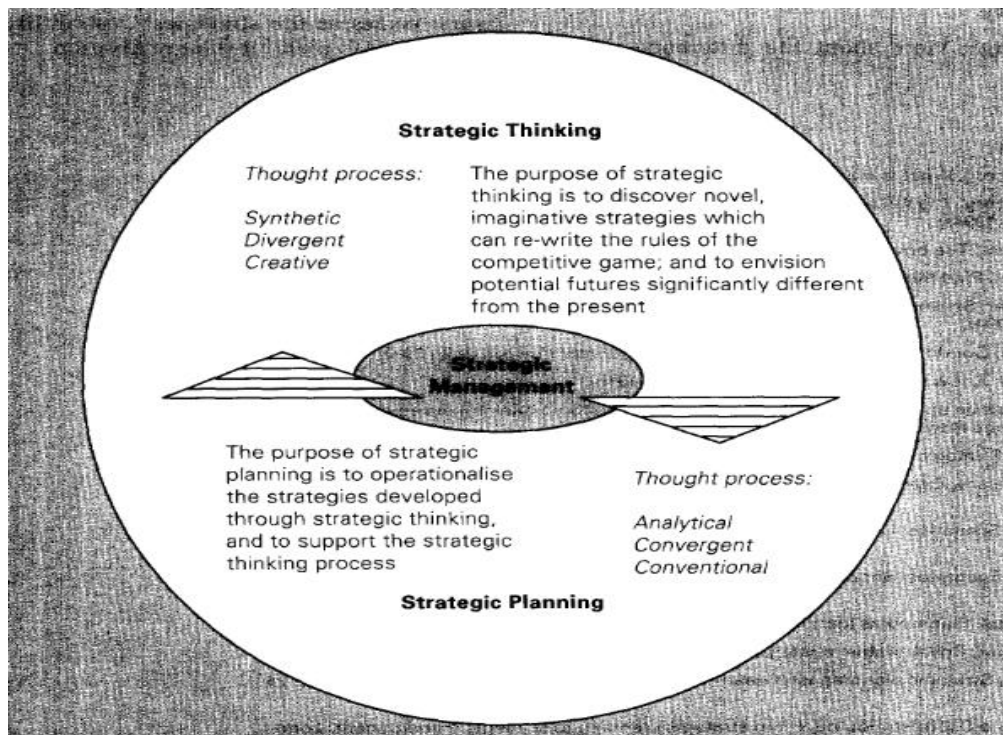 Strategic Thinking
Thought process:
Synthetic
Divergent
Creative
The purpose of strategic
thinking is to discover novel,
imaginative strategies which
can re-write the rules of the
competitive game; and to envision
potential futures significantly different
from the present
Strategic
Management
The purpose of strategic
planning is to operationalise
the strategies developed
through strategic thinking,
and to support the strategic
thinking process
Thought process:
Analytical
Convergent
Conventional
Strategic Planning